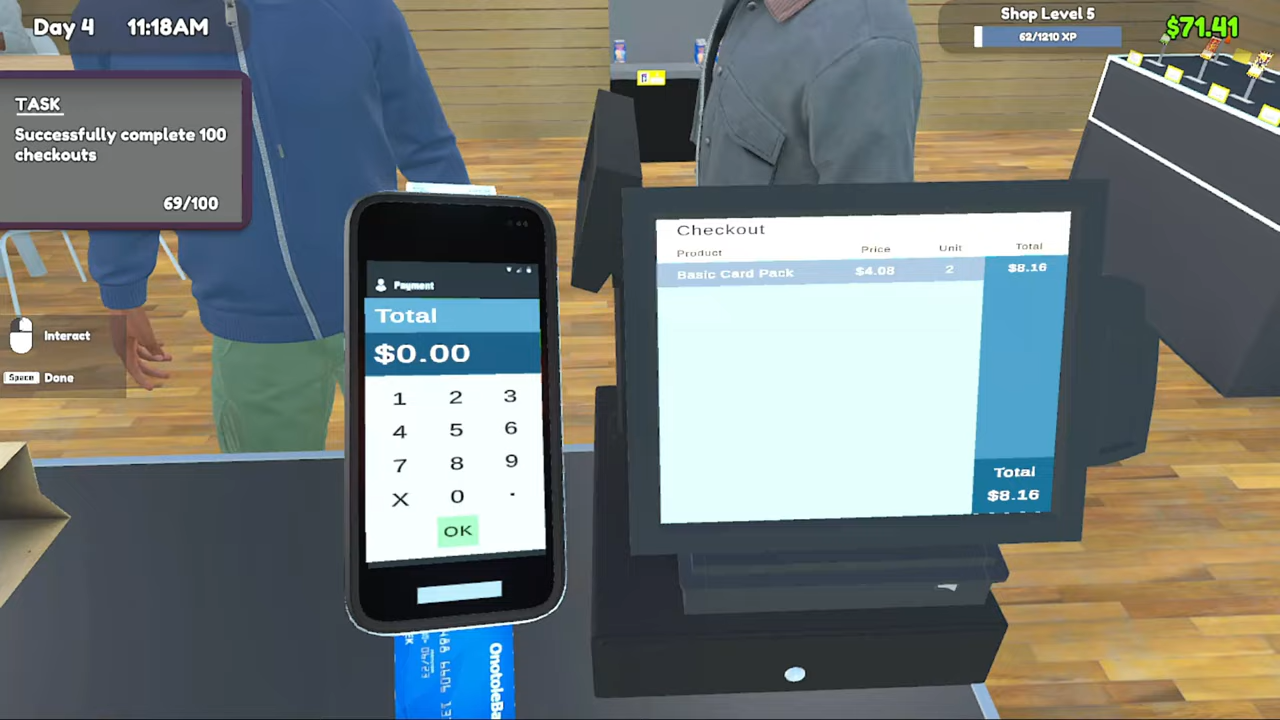 Day 4 11:18AM
Shop Level 5
62/1210 XP
$71.41
TASK
Successfully complete 100
checkouts
69/100
Interact
Space Done
Payment
Total
$0.00
1 2 3
4 5 6
7 8 9
X 0 .
OK
Checkout
Product Price Unit Total
Basic Card Pack $4.08 2 $8.16
Total
$8.16